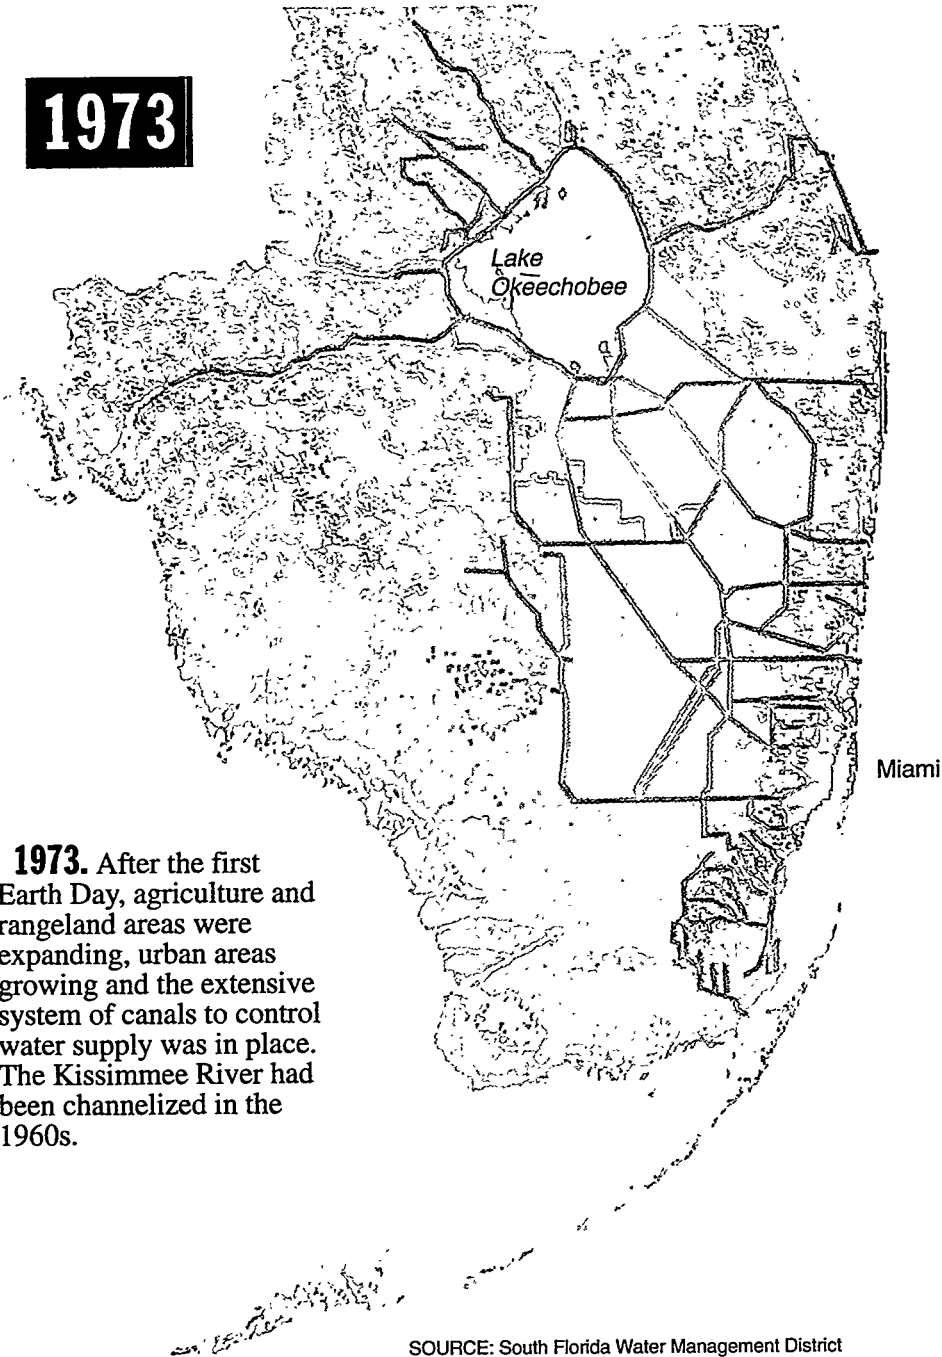 1973
Lake
Okeechobee
Miami
1973. After the first
Earth Day, agriculture and
rangeland areas were
expanding, urban areas
growing and the extensive
system of canals to control
water supply was in place.
The Kissimmee River had
been channelized in the
1960s.
SOURCE: South Florida Water Management District